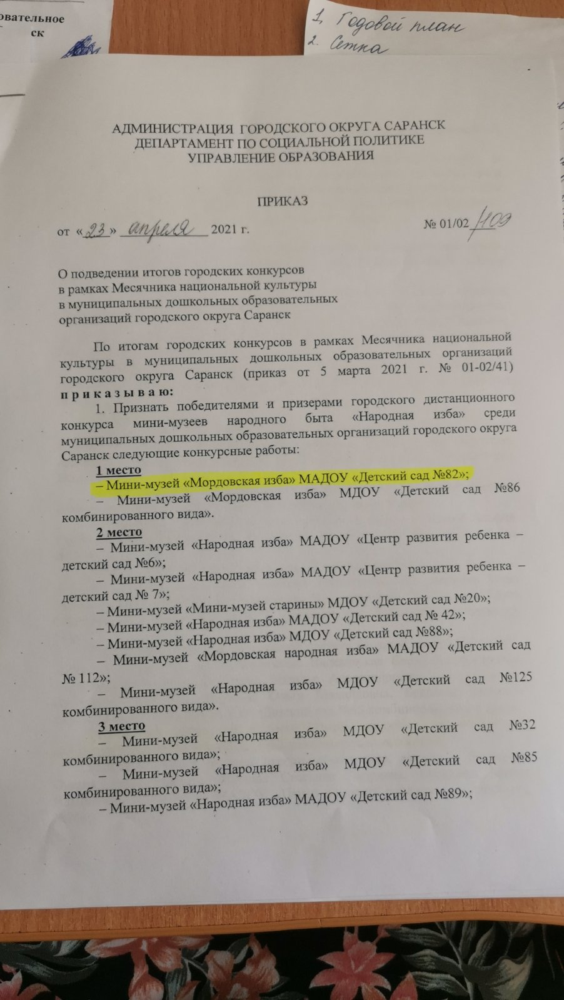 овательное
ск
1. Годовой план
2. Сетка
АДМИНИСТРАЦИЯ ГОРОДСКОГО ОКРУГА САРАНСК
ДЕПАРТАМЕНТ ПО СОЦИАЛЬНОЙ ПОЛИТИКЕ
УПРАВЛЕНИЕ ОБРАЗОВАНИЯ
ПРИКАЗ
от «23» апреля 2021 г. № 01/02/109
О подведении итогов городских конкурсов
в рамках Месячника национальной культуры
в муниципальных дошкольных образовательных
организаций городского округа Саранск
По итогам городских конкурсов в рамках Месячника национальной
культуры в муниципальных дошкольных образовательных организаций
городского округа Саранск (приказ от 5 марта 2021 г. № 01-02/41)
п р и к а з ы в а ю:
1. Признать победителями и призерами городского дистанционного
конкурса мини-музеев народного быта «Народная изба» среди
муниципальных дошкольных образовательных организаций городского округа
Саранск следующие конкурсные работы:
1 место
– Мини-музей «Мордовская изба» МАДОУ «Детский сад №82»;
– Мини-музей «Мордовская изба» МДОУ «Детский сад №86
комбинированного вида».
2 место
– Мини-музей «Народная изба» МАДОУ «Центр развития ребенка –
детский сад №6»;
– Мини-музей «Народная изба» МАДОУ «Центр развития ребенка –
детский сад № 7»;
– Мини-музей «Мини-музей старины» МДОУ «Детский сад №20»;
– Мини-музей «Народная изба» МАДОУ «Детский сад № 42»;
– Мини-музей «Народная изба» МДОУ «Детский сад №88»;
– Мини-музей «Мордовская народная изба» МАДОУ «Детский сад
№ 112»;
– Мини-музей «Народная изба» МДОУ «Детский сад №125
комбинированного вида».
3 место
– Мини-музей «Народная изба» МДОУ «Детский сад №32
комбинированного вида»;
– Мини-музей «Народная изба» МДОУ «Детский сад №85
комбинированного вида»;
– Мини-музей «Народная изба» МАДОУ «Детский сад №89»;